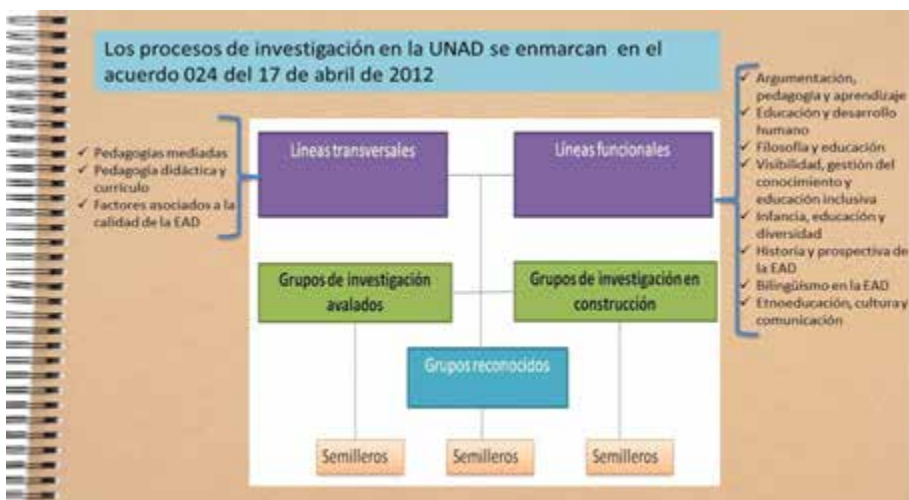 Los procesos de investigación en la UNAD se enmarcan en el
acuerdo 024 del 17 de abril de 2012
✓ Pedagogías mediadas
✓ Pedagogía didáctica y
currículo
✓ Factores asociados a la
calidad de la EAD
Líneas transversales
Líneas funcionales
✓ Argumentación,
pedagogía y aprendizaje
✓ Educación y desarrollo
humano
✓ Filosofía y educación
✓ Visibilidad, gestión del
conocimiento y
educación inclusiva
✓ Infancia, educación y
diversidad
✓ Historia y prospectiva de
la EAD
✓ Bilingüismo en la EAD
✓ Etnoeducación, cultura y
comunicación
Grupos de investigación
avalados
Grupos de investigación en
construcción
Grupos reconocidos
Semilleros
Semilleros
Semilleros